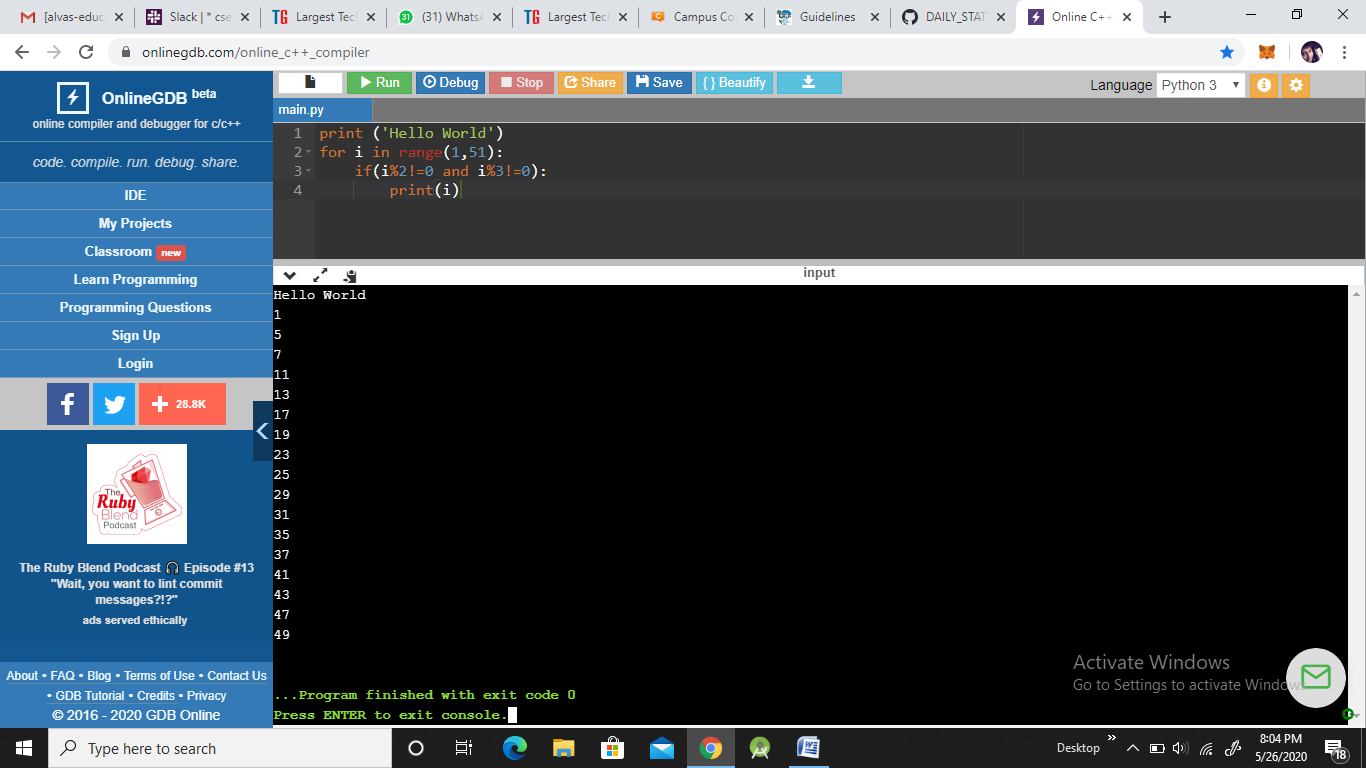 [alvas-educ
Slack | * cse
TG Largest Tech
(31) WhatsA
TG Largest Tech
Campus Co
Guidelines
DAILY_STAT
Online C++
onlinegdb.com/online_c++_compiler
OnlineGDB beta
online compiler and debugger for c/c++
code. compile. run. debug. share.
IDE
My Projects
Classroom new
Learn Programming
Programming Questions
Sign Up
Login
28.8K
The
Ruby
Blend
Podcast
The Ruby Blend Podcast 🎧 Episode #13
"Wait, you want to lint commit
messages?!?"
ads served ethically
About • FAQ • Blog • Terms of Use • Contact Us
• GDB Tutorial • Credits • Privacy
© 2016 - 2020 GDB Online
Run Debug Stop Share Save { } Beautify
Language Python 3
main.py
1 print ('Hello World')
2 for i in range(1,51):
3     if(i%2!=0 and i%3!=0):
4         print(i)
input
Hello World
1
5
7
11
13
17
19
23
25
29
31
35
37
41
43
47
49
...Program finished with exit code 0
Press ENTER to exit console.
Activate Windows
Go to Settings to activate Windows.
Type here to search
Desktop
8:04 PM
5/26/2020
18